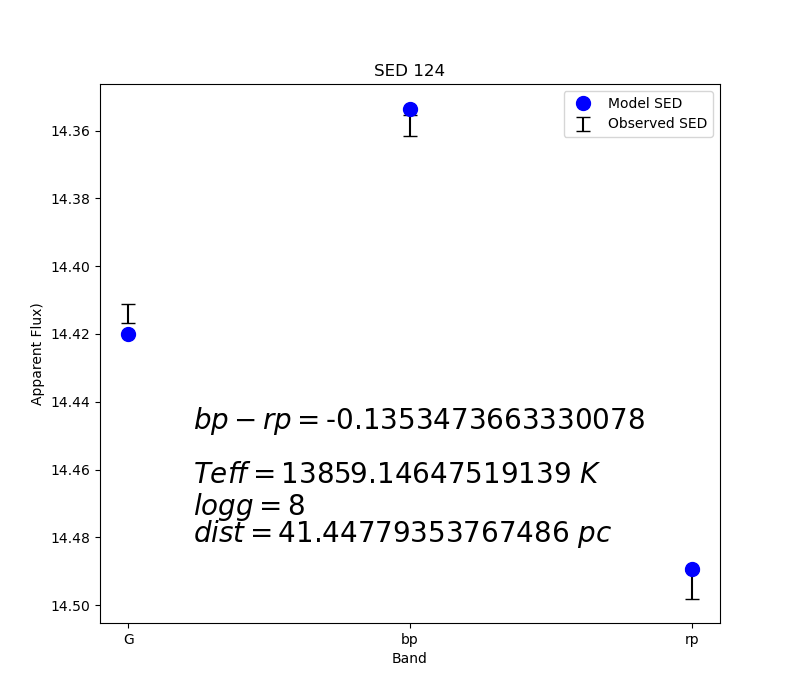 SED 124
Model SED
Observed SED
14.36
14.38
14.40
14.42
14.44
14.46
14.48
14.50
Apparent Flux)
bp − rp = -0.1353473663330078
Teff = 13859.14647519139 K
logg = 8
dist = 41.44779353767486 pc
G bp rp
Band